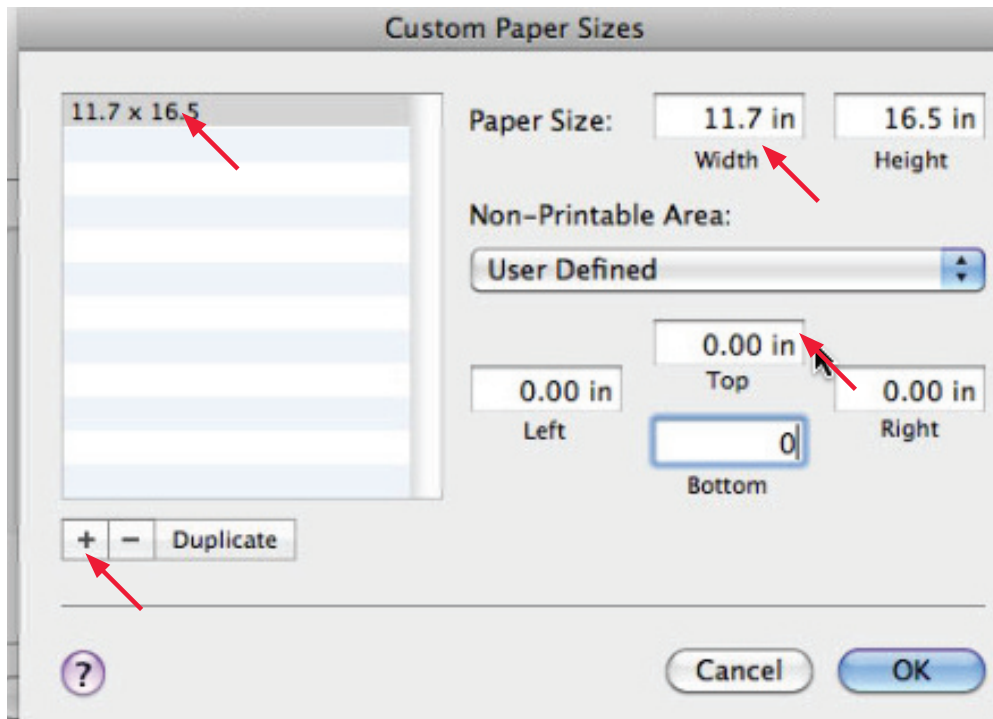 Custom Paper Sizes
11.7 x 16.5
Paper Size:
11.7 in
16.5 in
Width
Height
Non-Printable Area:
User Defined
0.00 in
Top
0.00 in
Left
0.00 in
Right
0
Bottom
+
−
Duplicate
?
Cancel
OK